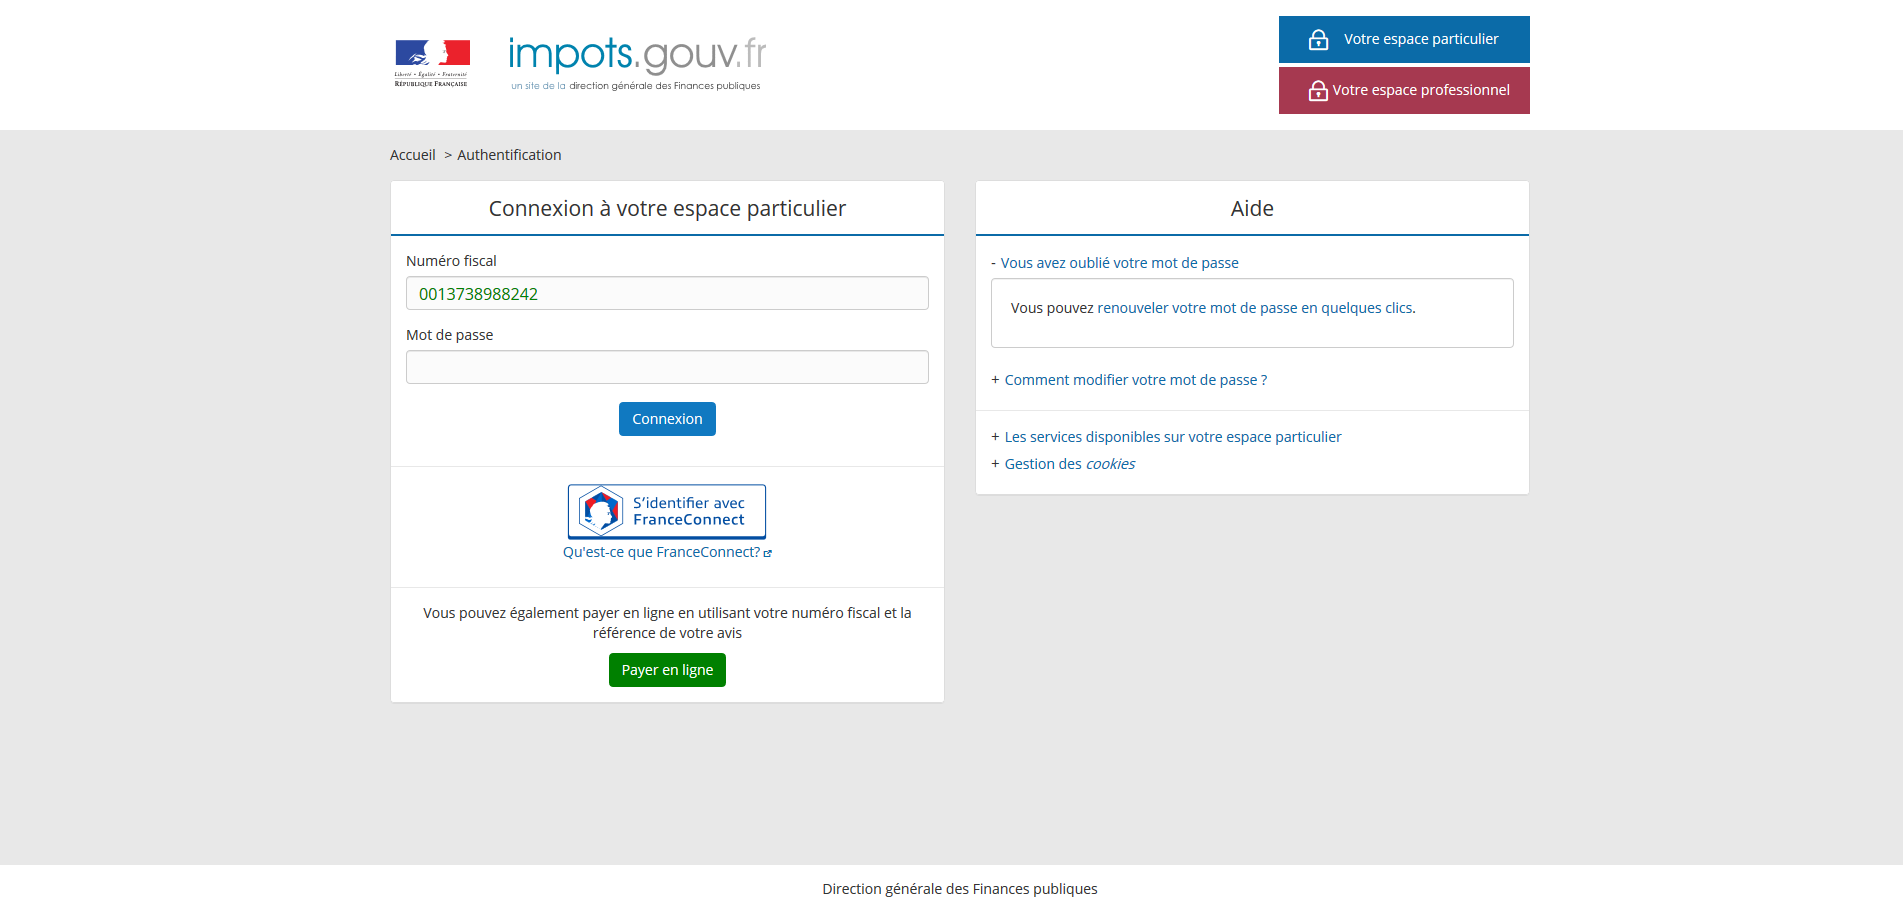 Liberté • Égalité • Fraternité
RÉPUBLIQUE FRANÇAISE
impots.gouv.fr
un site de la direction générale des Finances publiques
Votre espace particulier
Votre espace professionnel
Accueil > Authentification
Connexion à votre espace particulier
Numéro fiscal
0013738988242
Mot de passe
Connexion
S'identifier avec
FranceConnect
Qu'est-ce que FranceConnect?
Vous pouvez également payer en ligne en utilisant votre numéro fiscal et la
référence de votre avis
Payer en ligne
Aide
- Vous avez oublié votre mot de passe
Vous pouvez renouveler votre mot de passe en quelques clics.
+ Comment modifier votre mot de passe ?
+ Les services disponibles sur votre espace particulier
+ Gestion des cookies
Direction générale des Finances publiques